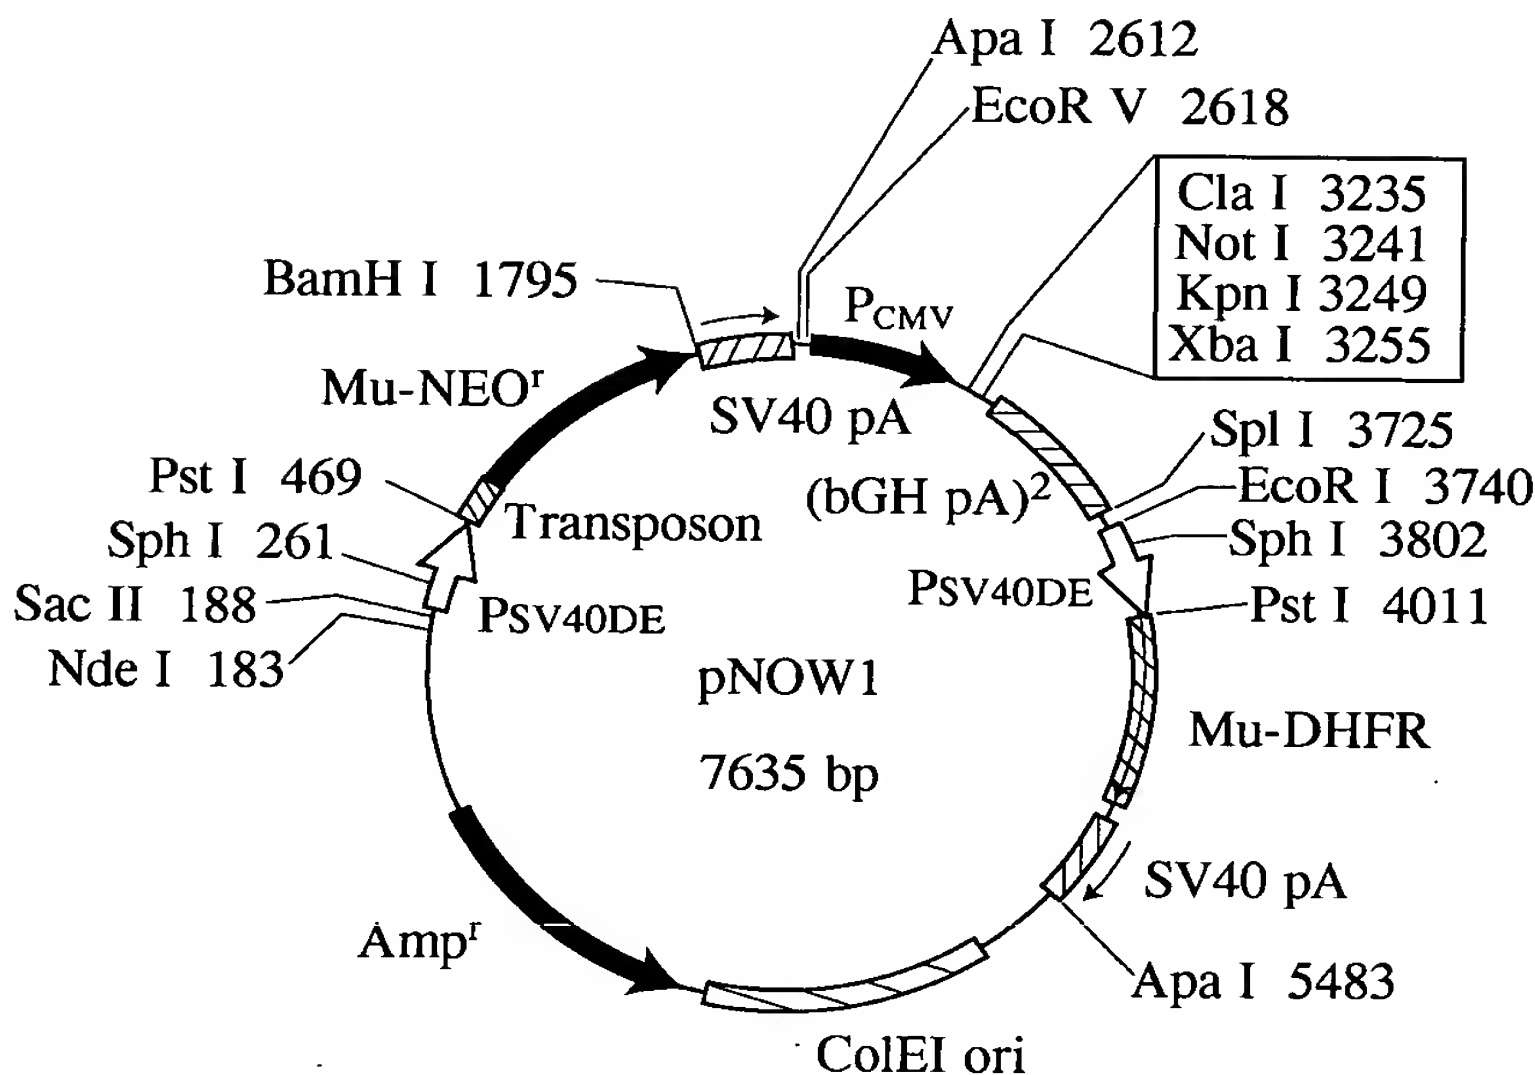 Apa I 2612
EcoR V 2618
Cla I 3235
Not I 3241
Kpn I 3249
Xba I 3255
BamH I 1795
PCMV
Mu-NEOr
SV40 pA
Spl I 3725
EcoR I 3740
Sph I 3802
Pst I 4011
(bGH pA)2
Pst I 469
Transposon
Sph I 261
Sac II 188
Nde I 183
PSV40DE
PSV40DE
pNOW1
7635 bp
Mu-DHFR
SV40 pA
Ampr
Apa I 5483
ColEI ori